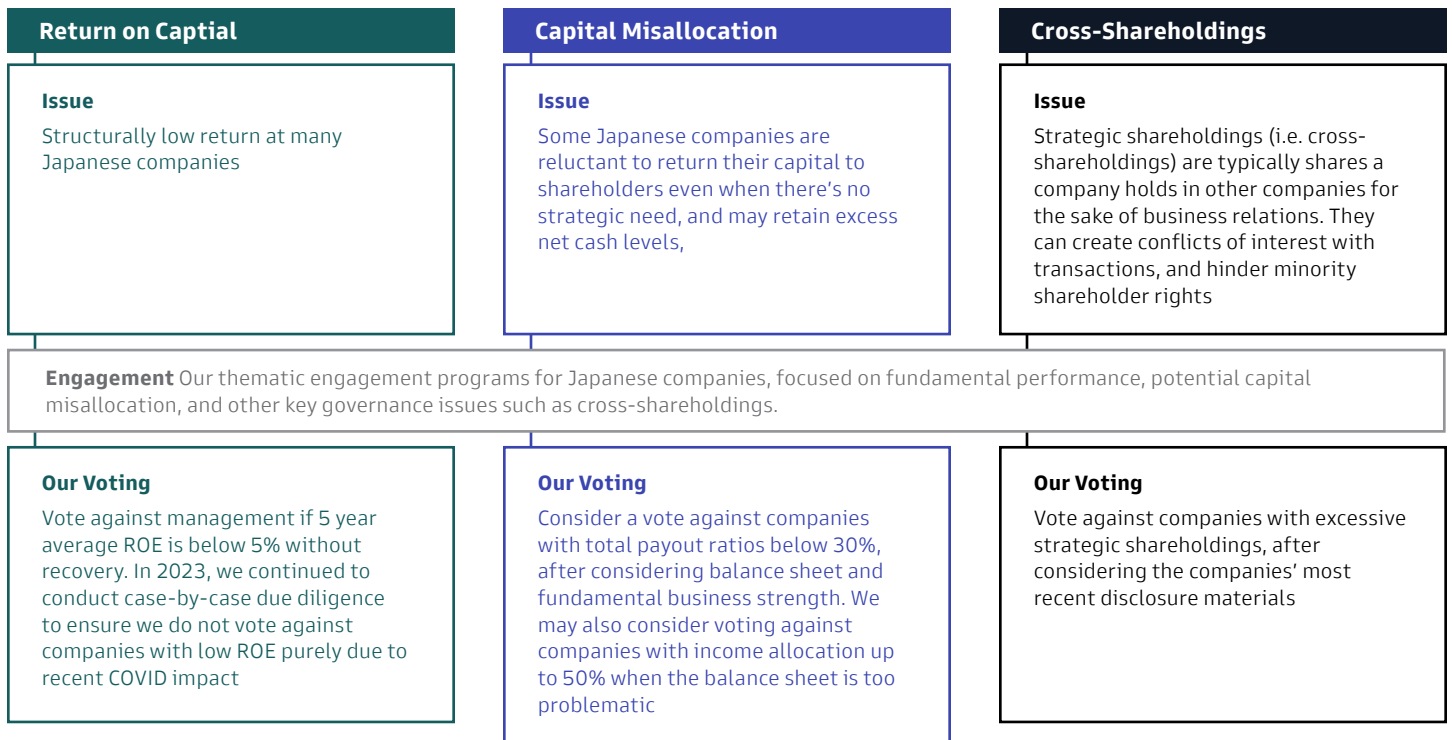 Return on Captial
Issue
Structurally low return at many
Japanese companies
Capital Misallocation
Issue
Some Japanese companies are
reluctant to return their capital to
shareholders even when there's no
strategic need, and may retain excess
net cash levels,
Cross-Shareholdings
Issue
Strategic shareholdings (i.e. cross-
shareholdings) are typically shares a
company holds in other companies for
the sake of business relations. They
can create conflicts of interest with
transactions, and hinder minority
shareholder rights
Engagement Our thematic engagement programs for Japanese companies, focused on fundamental performance, potential capital
misallocation, and other key governance issues such as cross-shareholdings.
Our Voting
Vote against management if 5 year
average ROE is below 5% without
recovery. In 2023, we continued to
conduct case-by-case due diligence
to ensure we do not vote against
companies with low ROE purely due to
recent COVID impact
Our Voting
Consider a vote against companies
with total payout ratios below 30%,
after considering balance sheet and
fundamental business strength. We
may also consider voting against
companies with income allocation up
to 50% when the balance sheet is too
problematic
Our Voting
Vote against companies with excessive
strategic shareholdings, after
considering the companies' most
recent disclosure materials